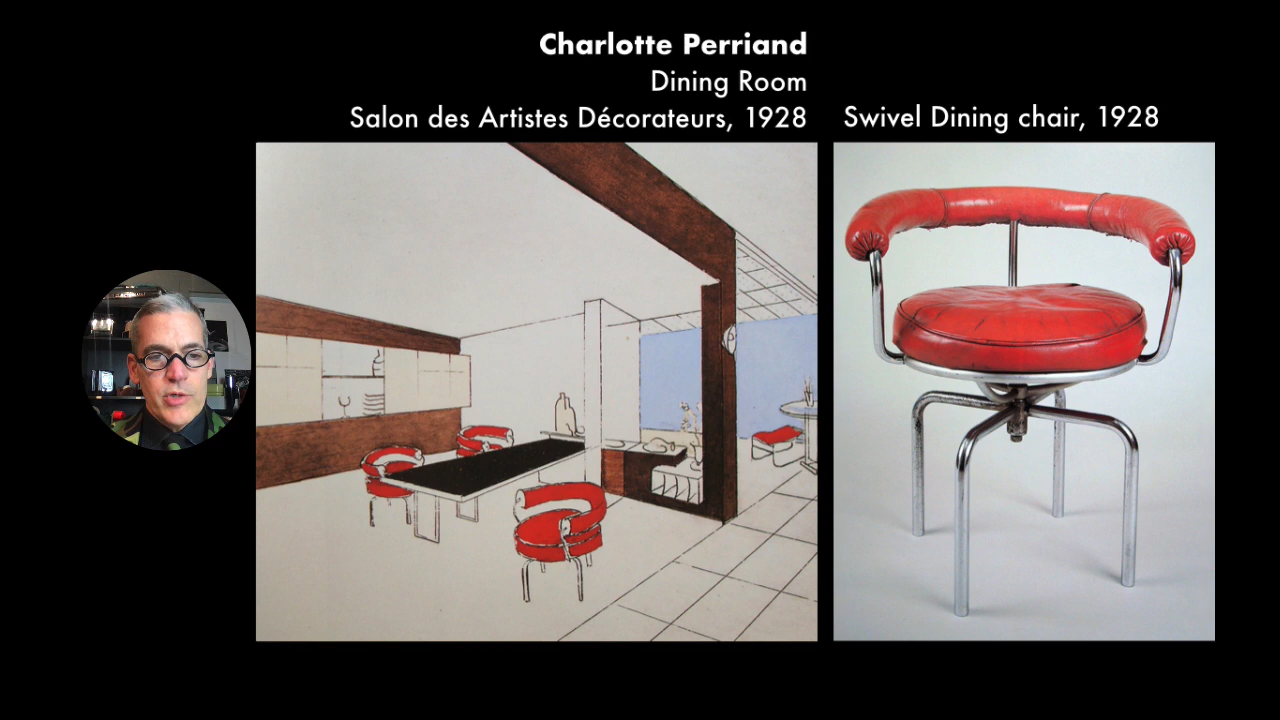 Charlotte Perriand
Dining Room
Salon des Artistes Décorateurs, 1928
Swivel Dining chair, 1928